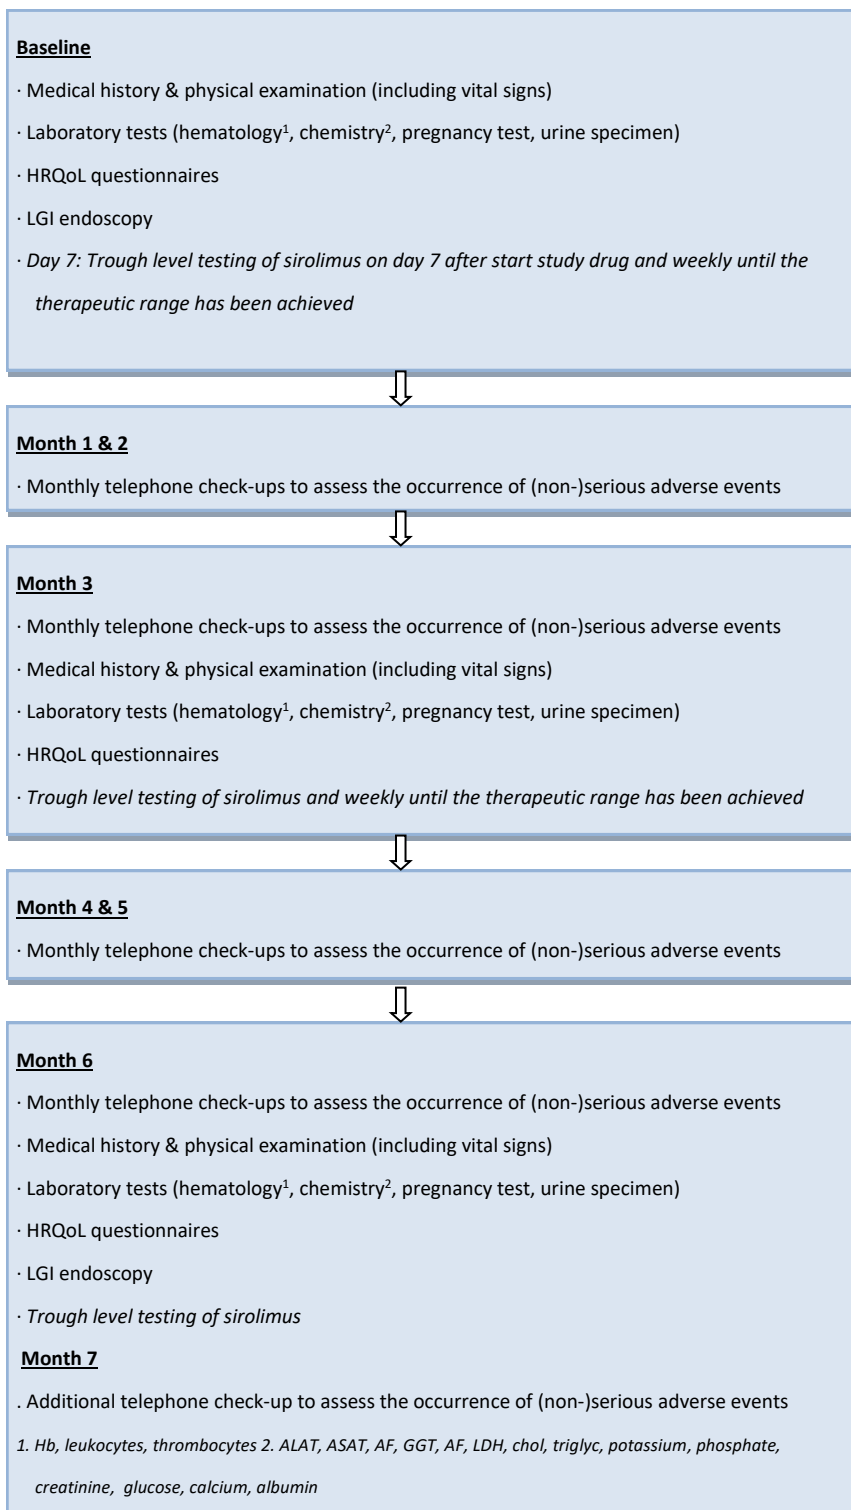 Baseline
· Medical history & physical examination (including vital signs)
· Laboratory tests (hematology¹, chemistry², pregnancy test, urine specimen)
· HRQoL questionnaires
· LGI endoscopy
· Day 7: Trough level testing of sirolimus on day 7 after start study drug and weekly until the
therapeutic range has been achieved
Month 1 & 2
· Monthly telephone check-ups to assess the occurrence of (non-)serious adverse events
Month 3
· Monthly telephone check-ups to assess the occurrence of (non-)serious adverse events
· Medical history & physical examination (including vital signs)
· Laboratory tests (hematology¹, chemistry², pregnancy test, urine specimen)
· HRQoL questionnaires
· Trough level testing of sirolimus and weekly until the therapeutic range has been achieved
Month 4 & 5
· Monthly telephone check-ups to assess the occurrence of (non-)serious adverse events
Month 6
· Monthly telephone check-ups to assess the occurrence of (non-)serious adverse events
· Medical history & physical examination (including vital signs)
· Laboratory tests (hematology¹, chemistry², pregnancy test, urine specimen)
· HRQoL questionnaires
· LGI endoscopy
· Trough level testing of sirolimus
Month 7
. Additional telephone check-up to assess the occurrence of (non-)serious adverse events
1. Hb, leukocytes, thrombocytes 2. ALAT, ASAT, AF, GGT, AF, LDH, chol, triglyc, potassium, phosphate,
creatinine, glucose, calcium, albumin